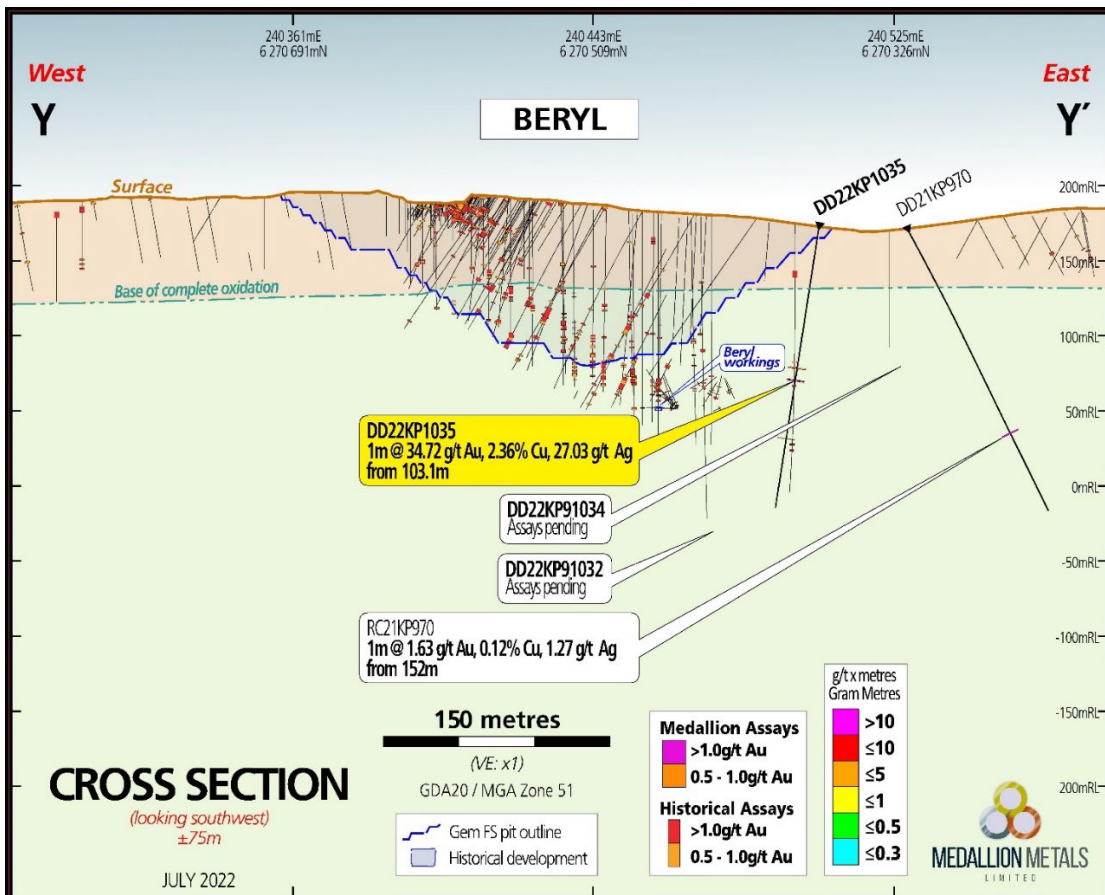 240 361mE
6 270 691mN
240 443mE
6 270 509mN
240 525mE
6 270 326mN
West
Y
BERYL
East
Y′
Surface
DD22KP1035
DD21KP970
200mRL
150mRL
Base of complete oxidation
100mRL
Beryl
workings
50mRL
DD22KP1035
1m @ 34.72 g/t Au, 2.36% Cu, 27.03 g/t Ag
from 103.1m
0mRL
DD22KP91034
Assays pending
-50mRL
DD22KP91032
Assays pending
RC21KP970
1m @ 1.63 g/t Au, 0.12% Cu, 1.27 g/t Ag
from 152m
-100mRL
-150mRL
200mRL
150 metres
(VE: x1)
GDA20 / MGA Zone 51
Gem FS pit outline
Historical development
Medallion Assays
>1.0g/t Au
0.5 - 1.0g/t Au
Historical Assays
>1.0g/t Au
0.5 - 1.0g/t Au
g/t x metres
Gram Metres
>10
≤10
≤5
≤1
≤0.5
≤0.3
CROSS SECTION
(looking southwest)
±75m
JULY 2022
MEDALLION METALS
LIMITED